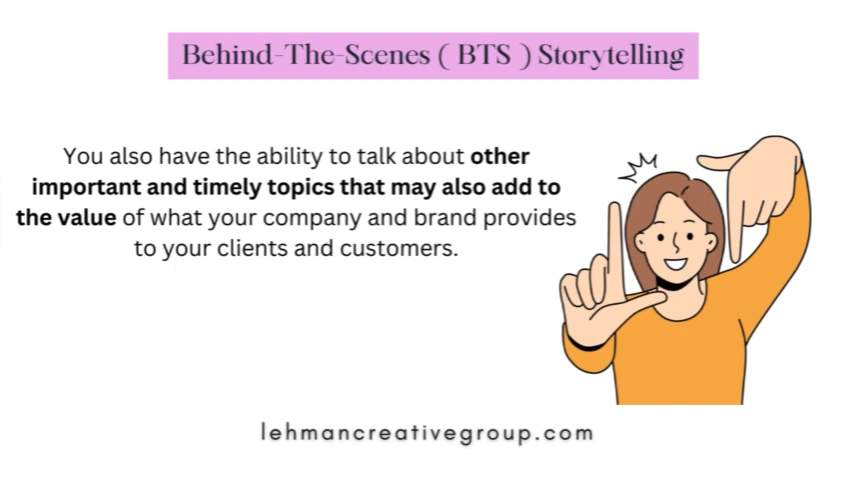 Behind-The-Scenes ( BTS ) Storytelling
You also have the ability to talk about other
important and timely topics that may also add to
the value of what your company and brand provides
to your clients and customers.
lehmancreativegroup.com